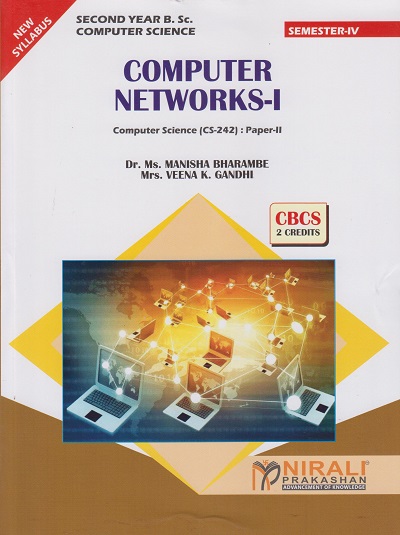 NEW
SYLLABUS
SECOND YEAR B. Sc.
COMPUTER SCIENCE
SEMESTER-IV
COMPUTER
NETWORKS-I
Computer Science (CS-242) : Paper-II
Dr. Ms. MANISHA BHARAMBE
Mrs. VEENA K. GANDHI
CBCS
2 CREDITS
NIRALI
PRAKASHAN
ADVANCEMENT OF KNOWLEDGE